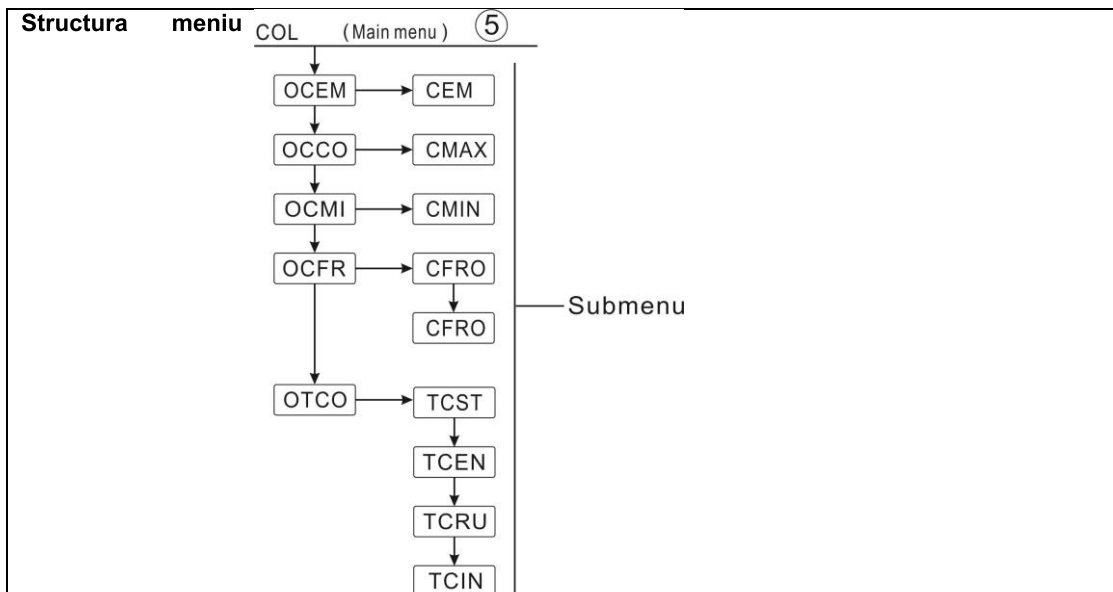 Structura meniu
COL (Main menu) ⑤
OCEM CEM
OCCO CMAX
OCMI CMIN
OCFR CFRO
CFRO
Submenu
OTCO TCST
TCEN
TCRU
TCIN